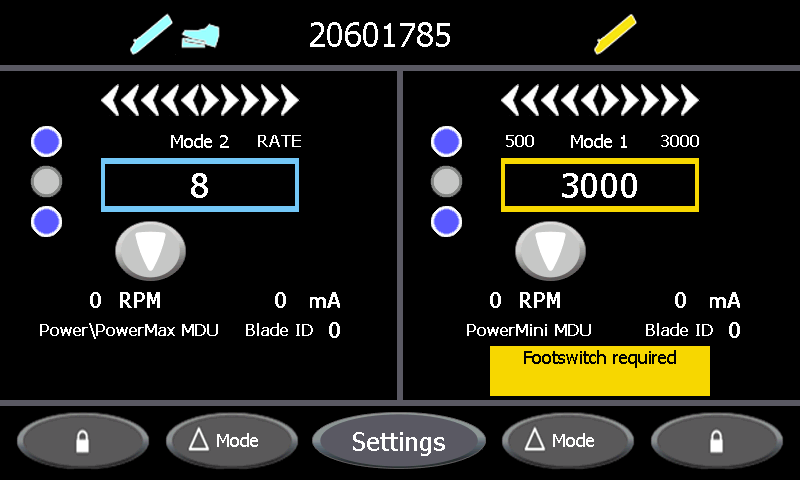 20601785
Mode 2 RATE
8
0 RPM 0 mA
Power\PowerMax MDU Blade ID 0
500 Mode 1 3000
3000
0 RPM 0 mA
PowerMini MDU Blade ID 0
Footswitch required
Mode Settings Mode